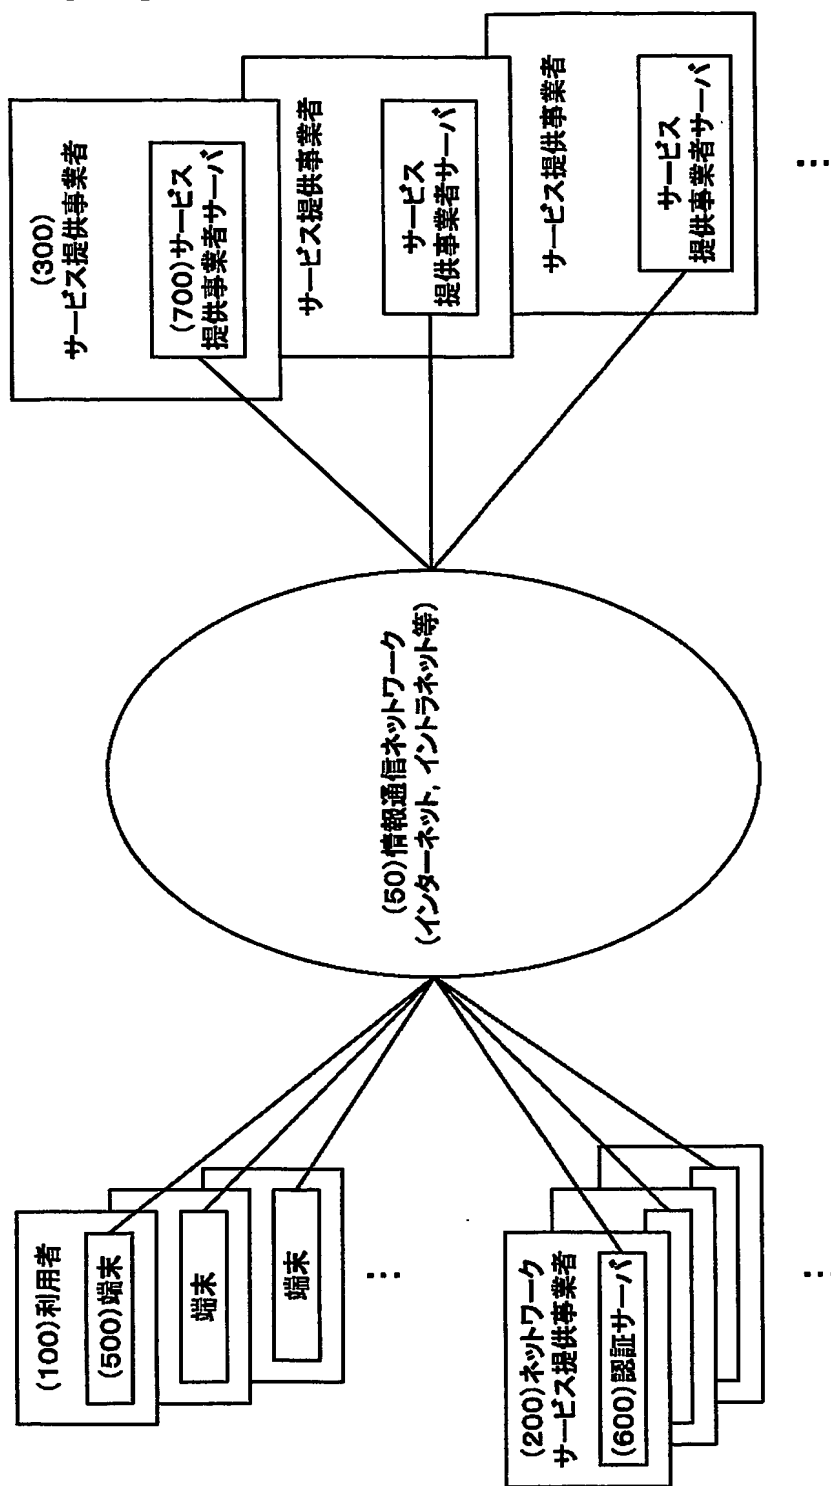 (100)利用者
(500)端末
端末
端末
…
(200)ネットワーク
サービス提供事業者
(600)認証サーバ
…
(50)情報通信ネットワーク
(インターネット, イントラネット等)
(300)
サービス提供事業者
(700)サービス
提供事業者サーバ
サービス提供事業者
サービス
提供事業者サーバ
サービス提供事業者
サービス
提供事業者サーバ
…